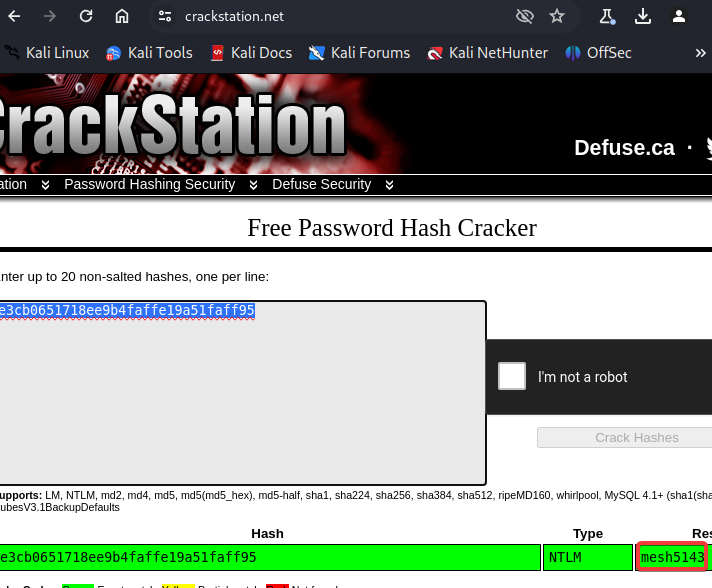 crackstation.net
Kali Linux Kali Tools Kali Docs Kali Forums Kali NetHunter OffSec »
CrackStation
Defuse.ca ·
ation Password Hashing Security Defuse Security
Free Password Hash Cracker
nter up to 20 non-salted hashes, one per line:
e3cb0651718ee9b4faffe19a51faff95
I'm not a robot
Crack Hashes
upports: LM, NTLM, md2, md4, md5, md5(md5_hex), md5-half, sha1, sha224, sha256, sha384, sha512, ripeMD160, whirlpool, MySQL 4.1+ (sha1(sha
ubesV3.1BackupDefaults
Hash Type Res
e3cb0651718ee9b4faffe19a51faff95 NTLM mesh5143